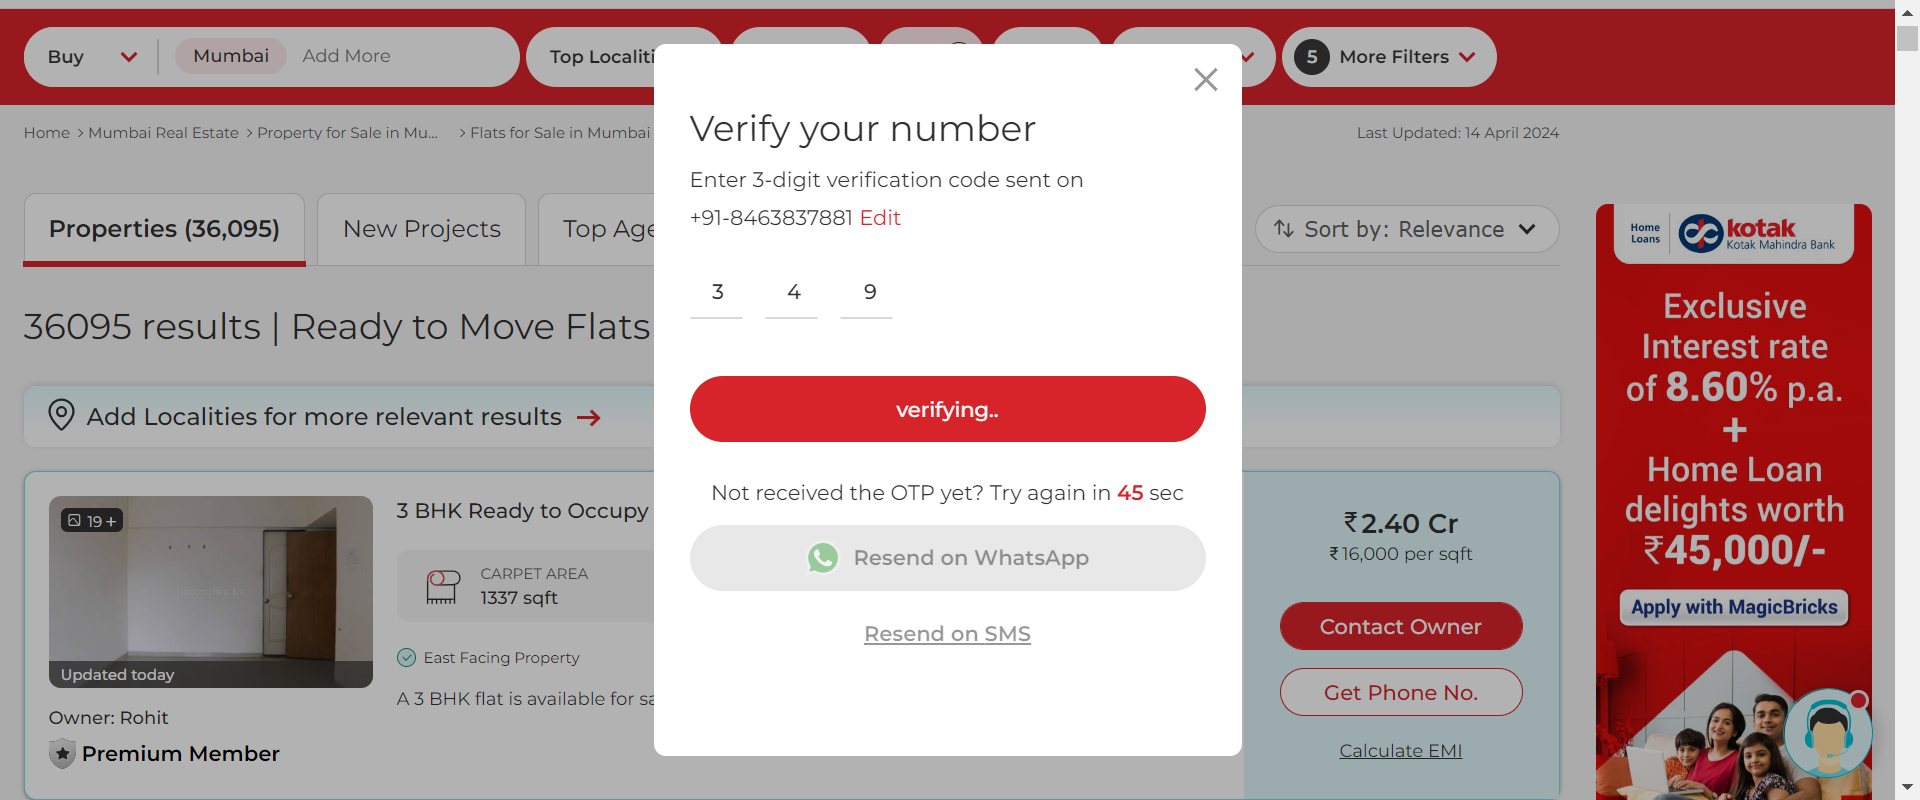 Buy
Mumbai
Add More
Top Localiti
5 More Filters
Home > Mumbai Real Estate > Property for Sale in Mu... > Flats for Sale in Mumbai
Last Updated: 14 April 2024
Properties (36,095)
New Projects
Top Age
Sort by: Relevance
36095 results | Ready to Move Flats
Add Localities for more relevant results
19 +
Updated today
Owner: Rohit
Premium Member
3 BHK Ready to Occupy
CARPET AREA
1337 sqft
East Facing Property
A 3 BHK flat is available for sa
Verify your number
Enter 3-digit verification code sent on
+91-8463837881 Edit
3 4 9
verifying..
Not received the OTP yet? Try again in 45 sec
Resend on WhatsApp
Resend on SMS
₹2.40 Cr
₹16,000 per sqft
Contact Owner
Get Phone No.
Calculate EMI
Home
Loans
kotak
Kotak Mahindra Bank
Exclusive
Interest rate
of 8.60% p.a.
+
Home Loan
delights worth
₹45,000/-
Apply with MagicBricks